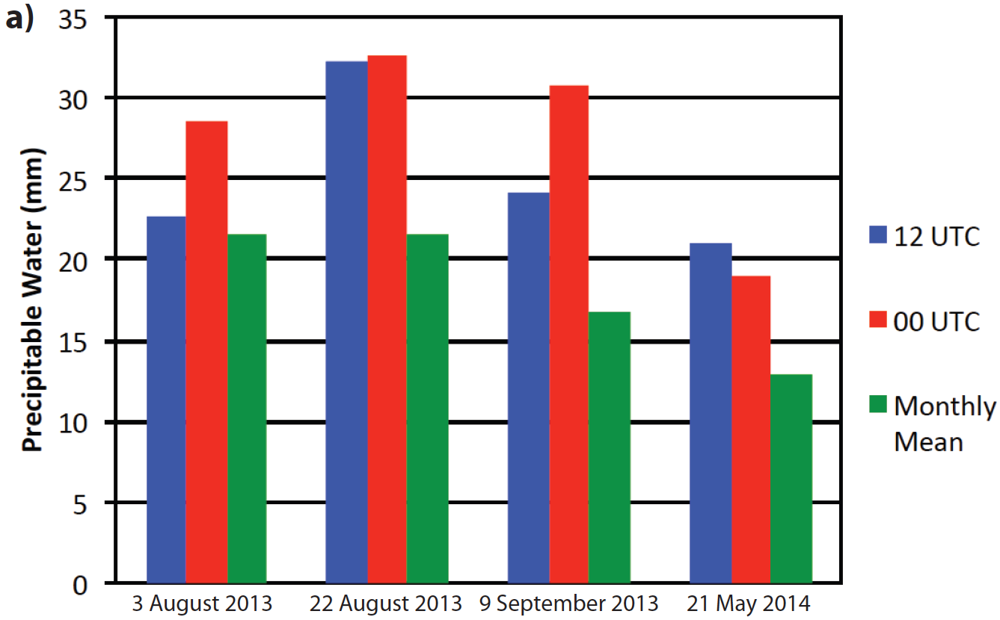 a)
35
30
25
20
15
10
5
0
Precipitable Water (mm)
3 August 2013
22 August 2013
9 September 2013
21 May 2014
12 UTC
00 UTC
Monthly
Mean